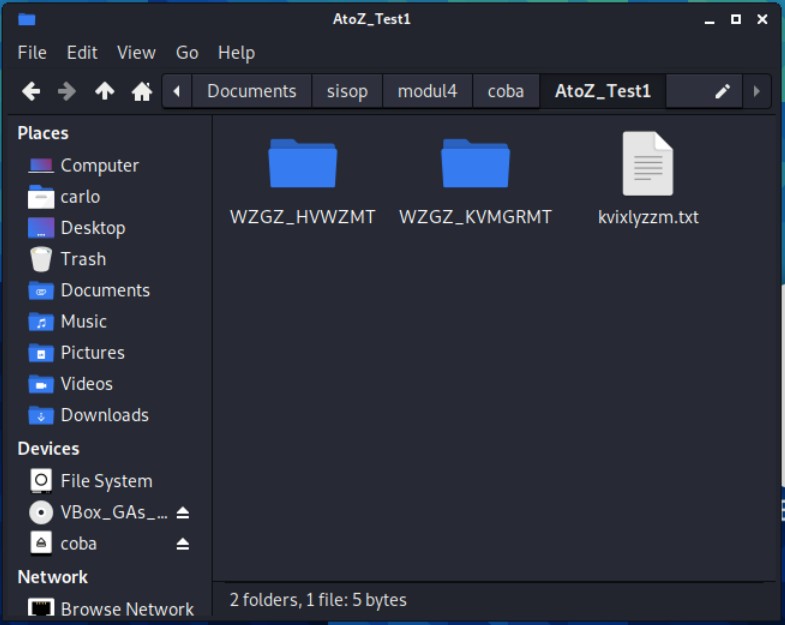 AtoZ_Test1
File Edit View Go Help
Documents sisop modul4 coba AtoZ_Test1
Places
Computer
carlo
Desktop
Trash
Documents
Music
Pictures
Videos
Downloads
Devices
File System
VBox_GAs_...
coba
Network
Browse Network
WZGZ_HVWZMT WZGZ_KVMGRMT kvixlyzzm.txt
2 folders, 1 file: 5 bytes